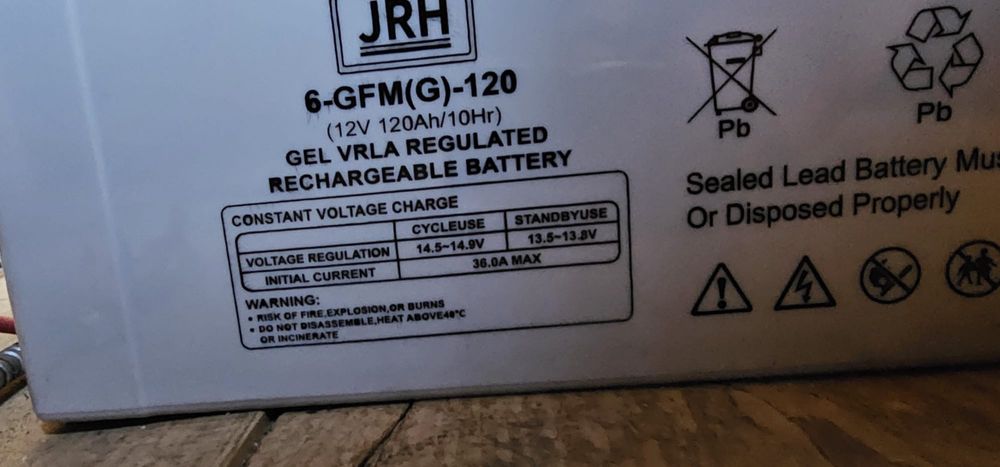 JRH
6-GFM(G)-120
(12V 120Ah/10Hr)
GEL VRLA REGULATED
RECHARGEABLE BATTERY
CONSTANT VOLTAGE CHARGE
CYCLEUSE STANDBYUSE
VOLTAGE REGULATION 14.5~14.9V 13.5~13.8V
INITIAL CURRENT 36.0A MAX
WARNING:
• RISK OF FIRE,EXPLOSION,OR BURNS
• DO NOT DISASSEMBLE,HEAT ABOVE40°C
OR INCINERATE
Pb
Pb
Sealed Lead Battery
Or Disposed Properly